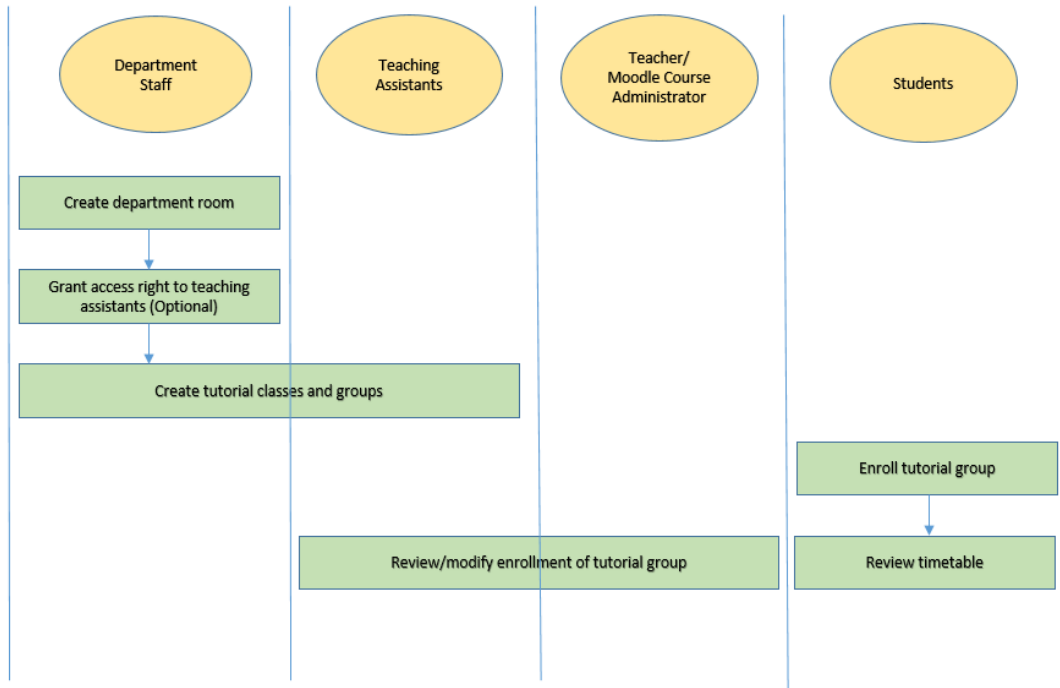 Department
Staff
Teaching
Assistants
Teacher/
Moodle Course
Administrator
Students
Create department room
Grant access right to teaching
assistants (Optional)
Create tutorial classes and groups
Enroll tutorial group
Review/modify enrollment of tutorial group
Review timetable